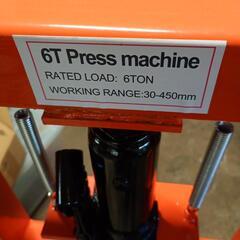 6T Press machine
RATED LOAD: 6TON
WORKING RANGE:30-450mm